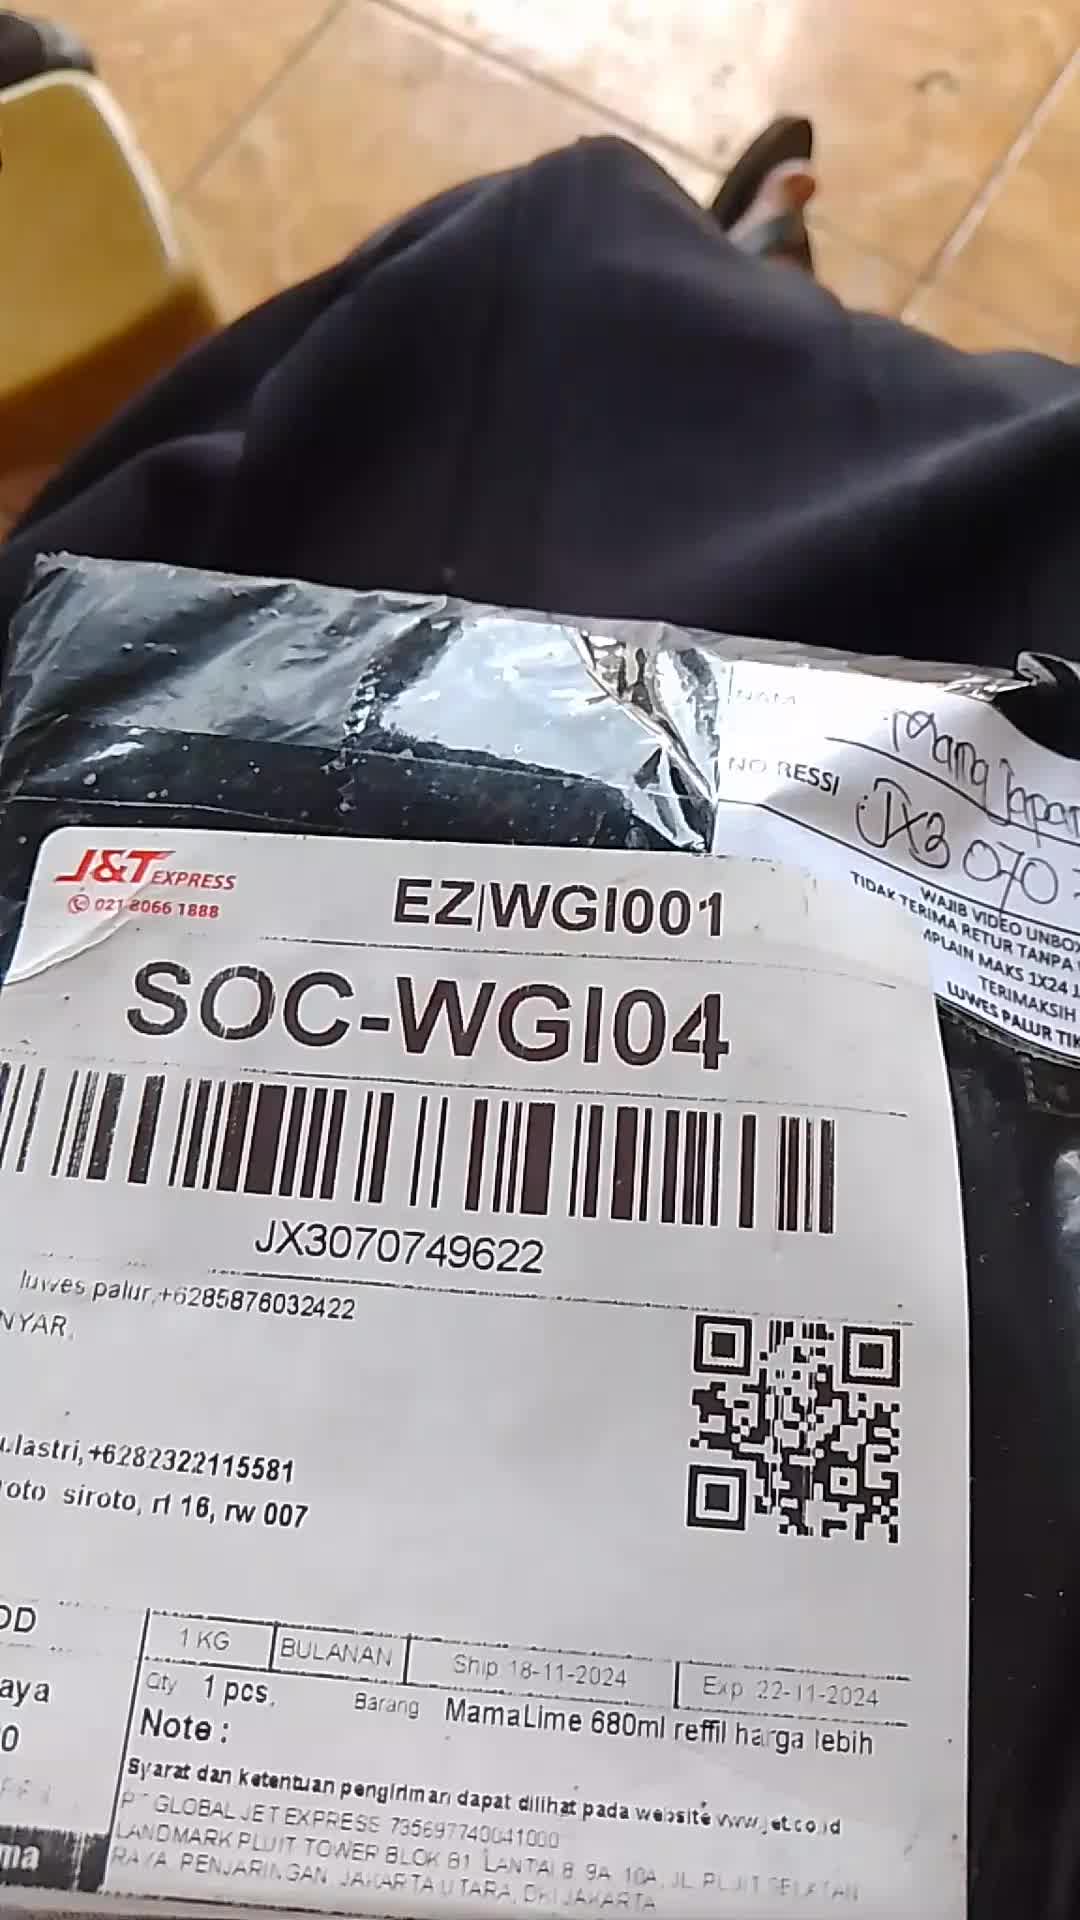 NAM
NO RESSI
JX3 070
WAJIB VIDEO UNBOX
TIDAK TERIMA RETUR TANPA
MPLAIN MAKS 1X24 J
TERIMAKSIH
LUWES PALUR TIK
J&T EXPRESS
021 8066 1888
EZ|WGI001
SOC-WGI04
JX3070749622
luwes palur,+6285876032422
NYAR,
lastri,+6282322115581
oto siroto, rt 16, rw 007
OD
1 KG
BULANAN
Ship 18-11-2024
Exp 22-11-2024
aya
Qty 1 pcs,
Barang MamaLime 680ml reffil harga lebih
0
Note :
Syarat dan ketentuan pengiriman dapat dilihat pada website www.jet.co.id
PT GLOBAL JET EXPRESS 735697740041000
LANDMARK PLUIT TOWER BLOK B1 LANTAI 8, 9A, 10A, JL. PLUIT SELATAN
RAYA, PENJARINGAN, JAKARTA UTARA, DKI JAKARTA
ma